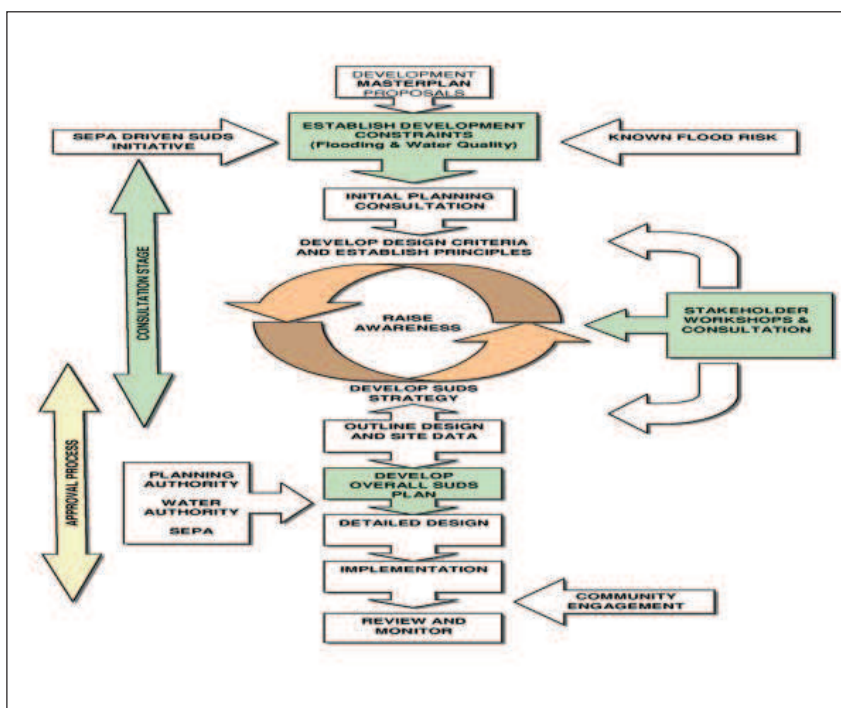 DEVELOPMENT
MASTERPLAN
PROPOSALS
ESTABLISH DEVELOPMENT
CONSTRAINTS
(Flooding & Water Quality)
SEPA DRIVEN SUDS
INITIATIVE
KNOWN FLOOD RISK
INITIAL PLANNING
CONSULTATION
DEVELOP DESIGN CRITERIA
AND ESTABLISH PRINCIPLES
CONSULTATION STAGE
RAISE
AWARENESS
STAKEHOLDER
WORKSHOPS &
CONSULTATION
DEVELOP SUDS
STRATEGY
OUTLINE DESIGN
AND SITE DATA
APPROVAL PROCESS
PLANNING
AUTHORITY
WATER
AUTHORITY
SEPA
DEVELOP
OVERALL SUDS
PLAN
DETAILED DESIGN
IMPLEMENTATION
COMMUNITY
ENGAGEMENT
REVIEW AND
MONITOR